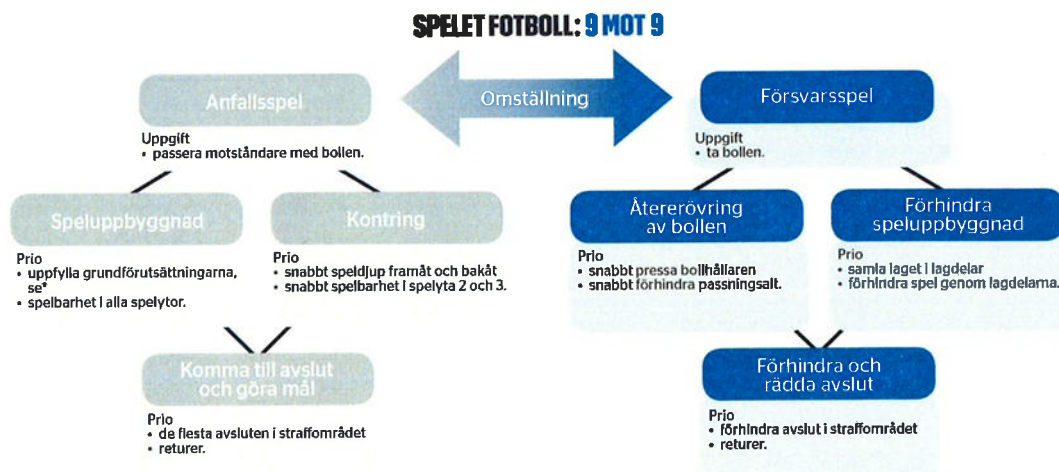 SPELET FOTBOLL: 9 MOT 9
Anfallsspel
Omställning
Försvarsspel
Uppgift
• passera motståndare med bollen.
Uppgift
• ta bollen.
Speluppbyggnad
Kontring
Återerövring
av bollen
Förhindra
speluppbyggnad
Prio
• uppfylla grundförutsättningarna,
se*
• spelbarhet i alla spelytor.
Prio
• snabbt speldjup framåt och bakåt
• snabbt spelbarhet i spelyta 2 och 3.
Prio
• snabbt pressa bollhållaren
• snabbt förhindra passningsalt.
Prio
• samla laget i lagdelar
• förhindra spel genom lagdelarna.
Komma till avslut
och göra mål
Förhindra och
rädda avslut
Prio
• de flesta avsluten i straffområdet
• returer.
Prio
• förhindra avslut i straffområdet
• returer.